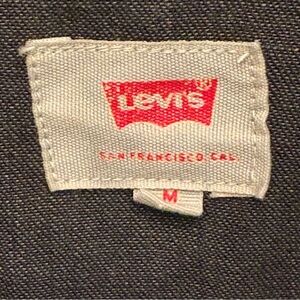 Levi's ®
SAN FRANCISCO, CAL.
M